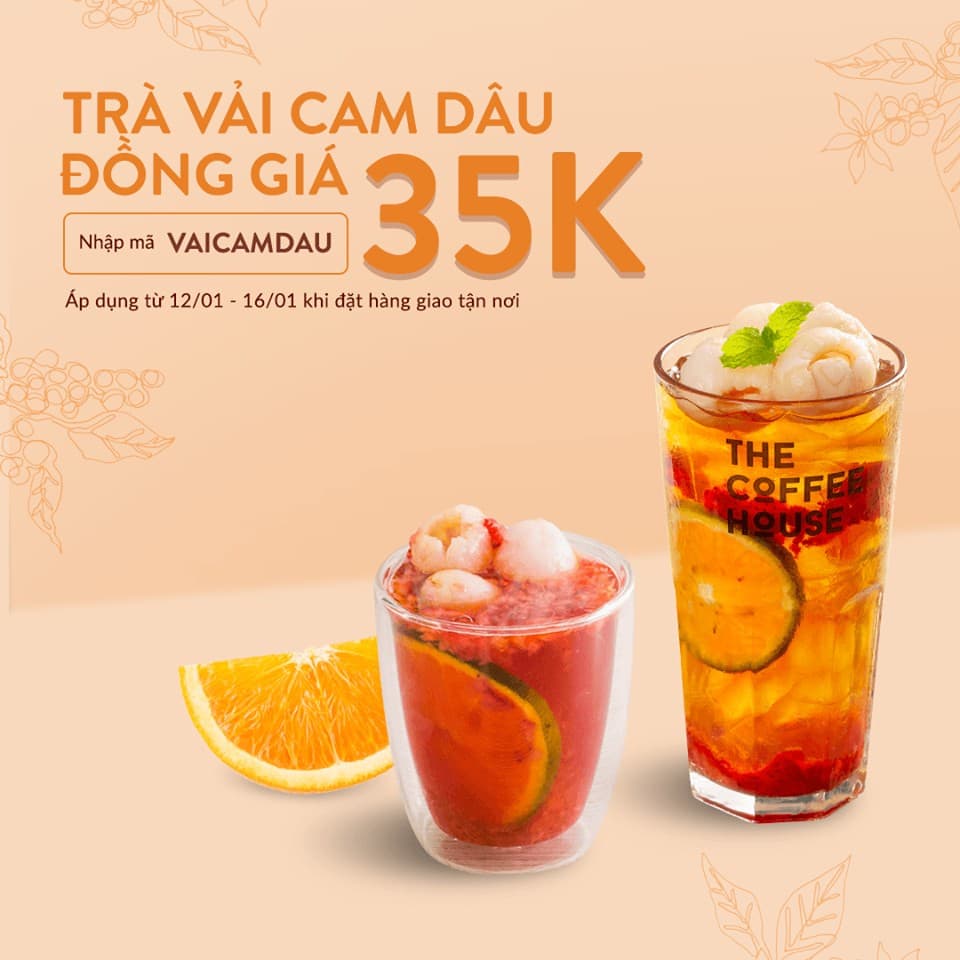 TRÀ VẢI CAM DÂU
ĐỒNG GIÁ 35K
Nhập mã VAICAMDAU
Áp dụng từ 12/01 - 16/01 khi đặt hàng giao tận nơi
THE
COFFEE
HOUSE